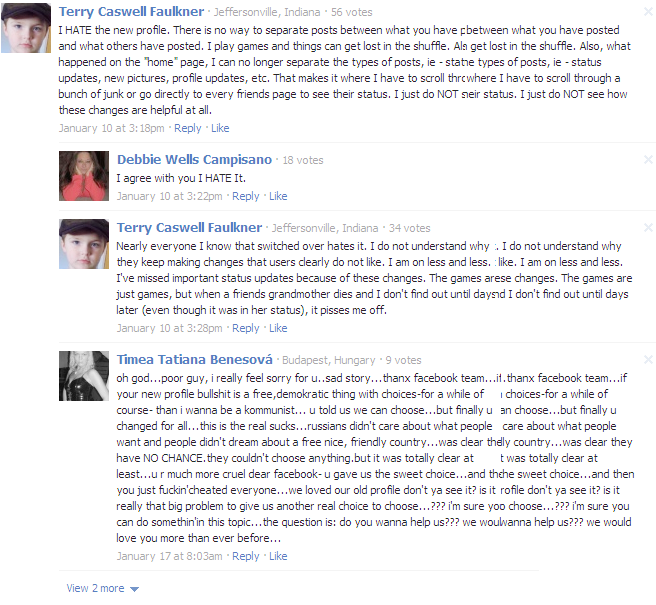 Terry Caswell Faulkner · Jeffersonville, Indiana · 56 votes
I HATE the new profile. There is no way to separate posts between what you have pbetween what you have posted
and what others have posted. I play games and things can get lost in the shuffle. Als get lost in the shuffle. Also, what
happened on the "home" page, I can no longer separate the types of posts, ie - stathe types of posts, ie - status
updates, new pictures, profile updates, etc. That makes it where I have to scroll throwhere I have to scroll through a
bunch of junk or go directly to every friends page to see their status. I just do NOT seir status. I just do NOT see how
these changes are helpful at all.
January 10 at 3:18pm · Reply · Like
Debbie Wells Campisano · 18 votes
I agree with you I HATE It.
January 10 at 3:22pm · Reply · Like
Terry Caswell Faulkner · Jeffersonville, Indiana · 34 votes
Nearly everyone I know that switched over hates it. I do not understand why :. I do not understand why
they keep making changes that users clearly do not like. I am on less and less. :like. I am on less and less.
I've missed important status updates because of these changes. The games arese changes. The games are
just games, but when a friends grandmother dies and I don't find out until daysnd I don't find out until days
later (even though it was in her status), it pisses me off.
January 10 at 3:28pm · Reply · Like
Timea Tatiana Benesová · Budapest, Hungary · 9 votes
oh god...poor guy, i really feel sorry for u..sad story...thanx facebook team...if.thanx facebook team...if
your new profile bullshit is a free,demokratic thing with choices-for a while of choices-for a while of
course- than i wanna be a kommunist... u told us we can choose...but finally u an choose...but finally u
changed for all...this is the real sucks...russians didn't care about what people care about what people
want and people didn't dream about a free nice, friendly country...was clear thedly country...was clear they
have NO CHANCE.they couldn't choose anything.but it was totally clear at t was totally clear at
least...u r much more cruel dear facebook- u gave us the sweet choice...and thehe sweet choice...and then
you just fuckin'cheated everyone...we loved our old profile don't ya see it? is it rofile don't ya see it? is it
really that big problem to give us another real choice to choose...??? i'm sure yoo choose...??? i'm sure you
can do somethin'in this topic...the question is: do you wanna help us??? we wouwanna help us??? we would
love you more than ever before...
January 17 at 8:03am · Reply · Like
View 2 more